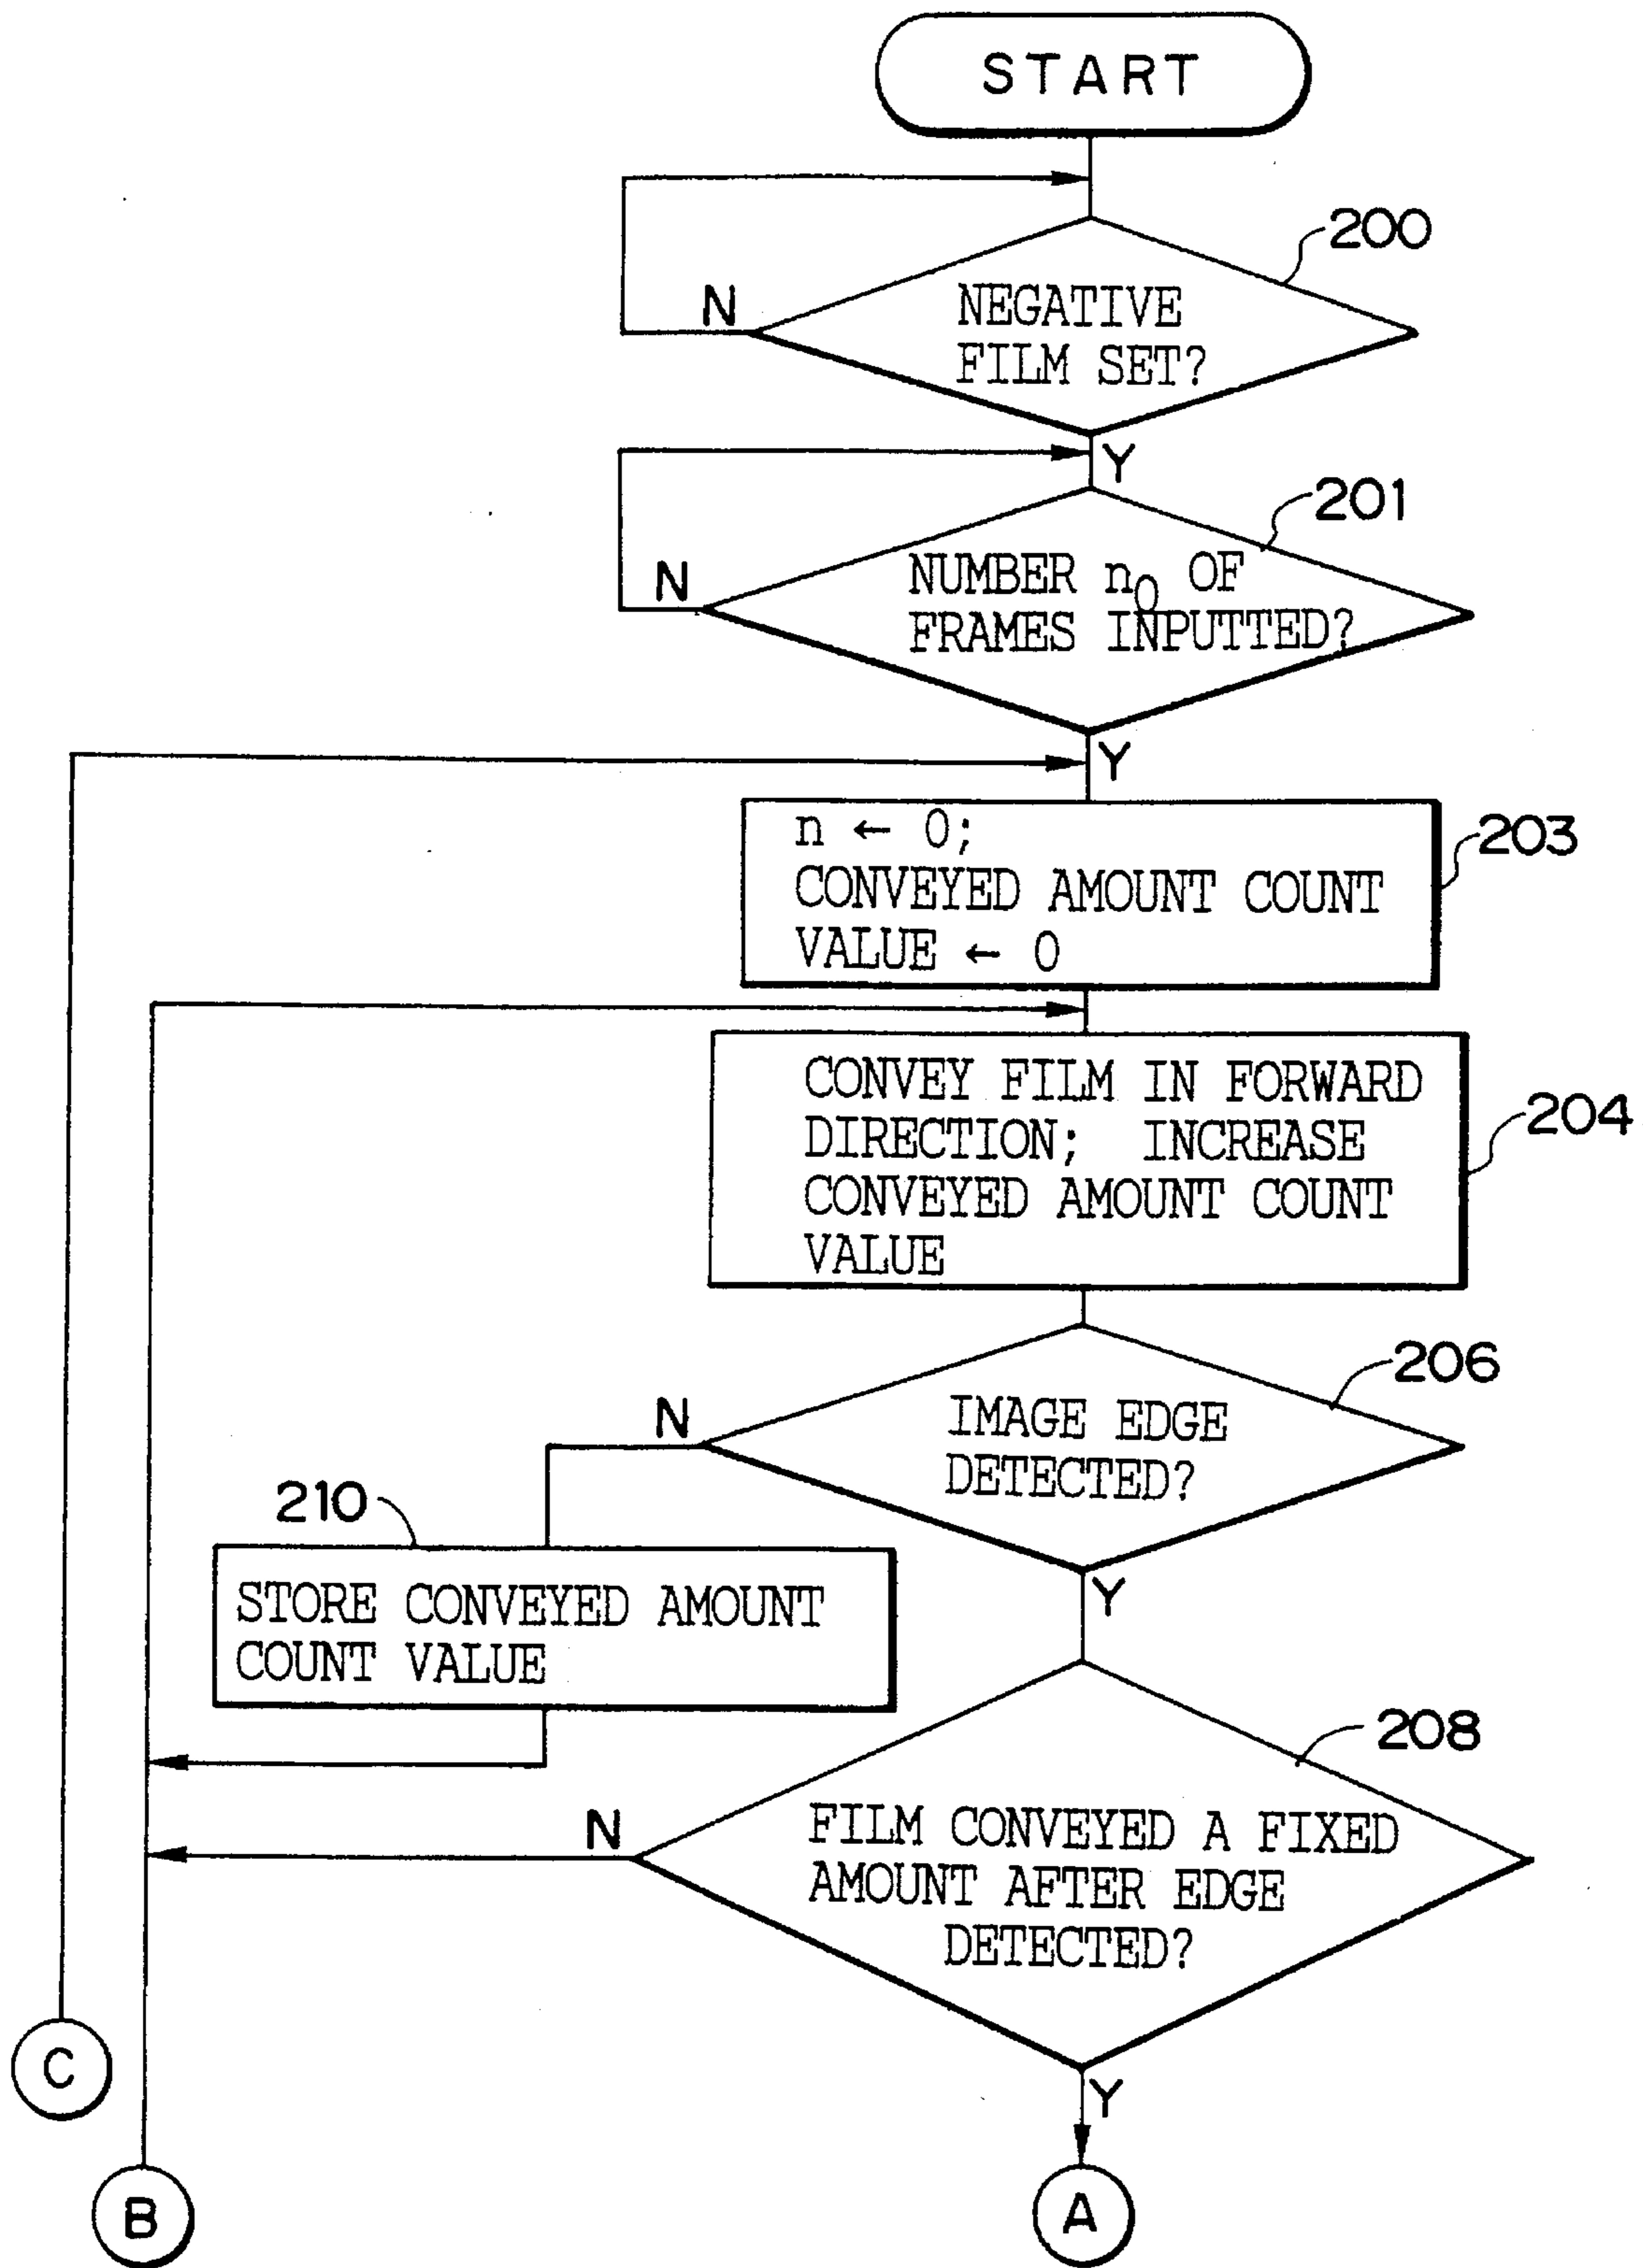 START
200
N
NEGATIVE
FILM SET?
Y
201
N
NUMBER n₀ OF
FRAMES INPUTTED?
Y
n ← 0;
CONVEYED AMOUNT COUNT
VALUE ← 0
203
CONVEY FILM IN FORWARD
DIRECTION; INCREASE
CONVEYED AMOUNT COUNT
VALUE
204
206
N
IMAGE EDGE
DETECTED?
210
Y
STORE CONVEYED AMOUNT
COUNT VALUE
208
N
FILM CONVEYED A FIXED
AMOUNT AFTER EDGE
DETECTED?
C
Y
B
A